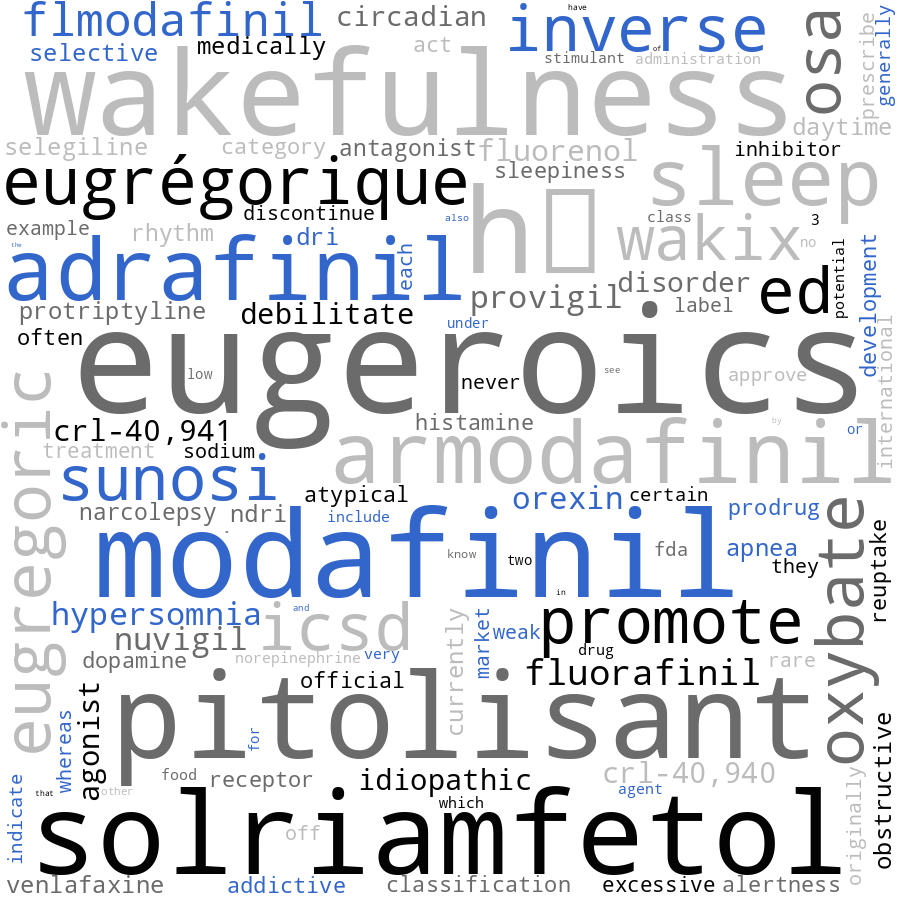 flmodafinil
circadian
inverse
have
of
osa
prescribe
generally
selective
medically
act
stimulant
administration
wakefulness
daytime
selegiline
category
antagonist
fluorenol
inhibitor
eugrégorique
sleepiness
sleep
discontinue
also
h
class
3
example
rhythm
dri
each
wakix
no
potential
development
the
adrafinil
provigil
disorder
ed
international
protriptyline
debilitate
label
often
under
eugeroics
low
never
see
approve
eugregoric
crl-40,941
histamine
by
or
treatment
sodium
armodafinil
sunosi
atypical
orexin
certain
prodrug
oxybate
narcolepsy
ndri
include
modafinil
know
two
fda
apnea
they
reuptake
in
hypersomnia
and
icsd
currently
market
weak
promote
nuvigil
drug
dopamine
norepinephrine
very
fluorafinil
rare
official
agonist
whereas
for
pitolisant
obstructive
food
receptor
idiopathic
crl-40,940
originally
indicate
that
other
which
agent
solriamfetol
off
venlafaxine
addictive
classification
excessive
alertness